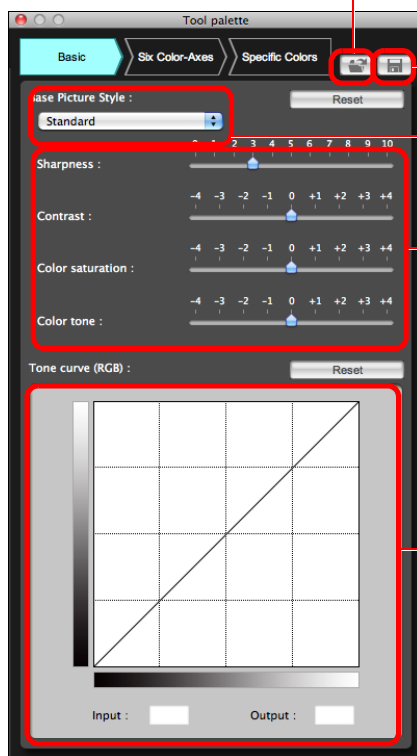 Tool palette
Basic Six Color-Axes Specific Colors
Base Picture Style : Reset
Standard
0 1 2 3 4 5 6 7 8 9 10
Sharpness :
-4 -3 -2 -1 0 +1 +2 +3 +4
Contrast :
-4 -3 -2 -1 0 +1 +2 +3 +4
Color saturation :
-4 -3 -2 -1 0 +1 +2 +3 +4
Color tone :
Tone curve (RGB) : Reset
Input : Output :